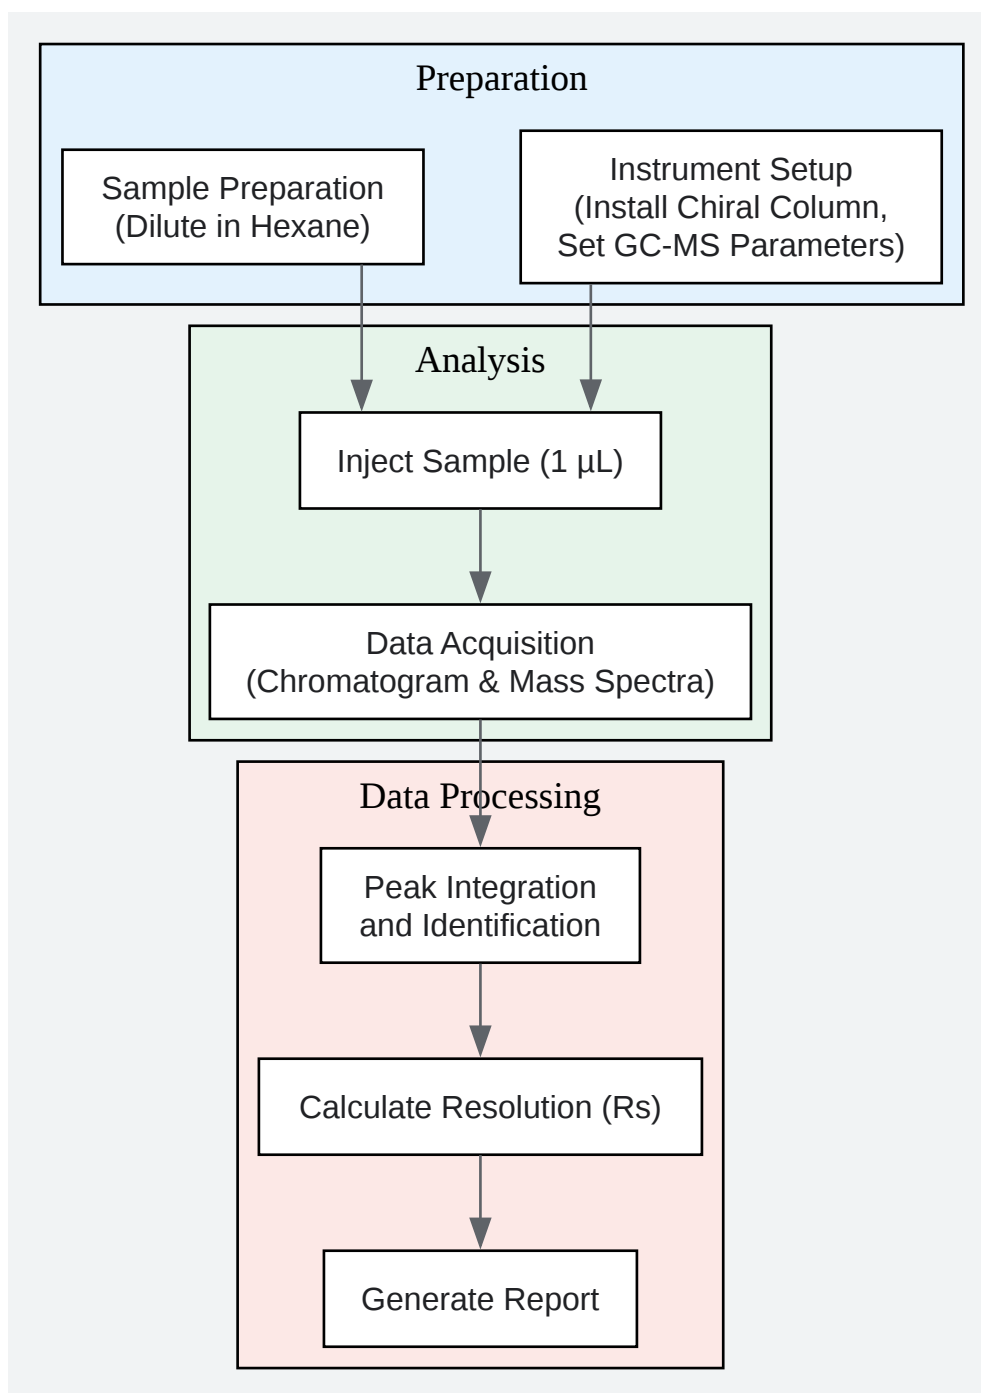 Preparation
Sample Preparation
(Dilute in Hexane)
Instrument Setup
(Install Chiral Column,
Set GC-MS Parameters)
Analysis
Inject Sample (1 µL)
Data Acquisition
(Chromatogram & Mass Spectra)
Data Processing
Peak Integration
and Identification
Calculate Resolution (Rs)
Generate Report